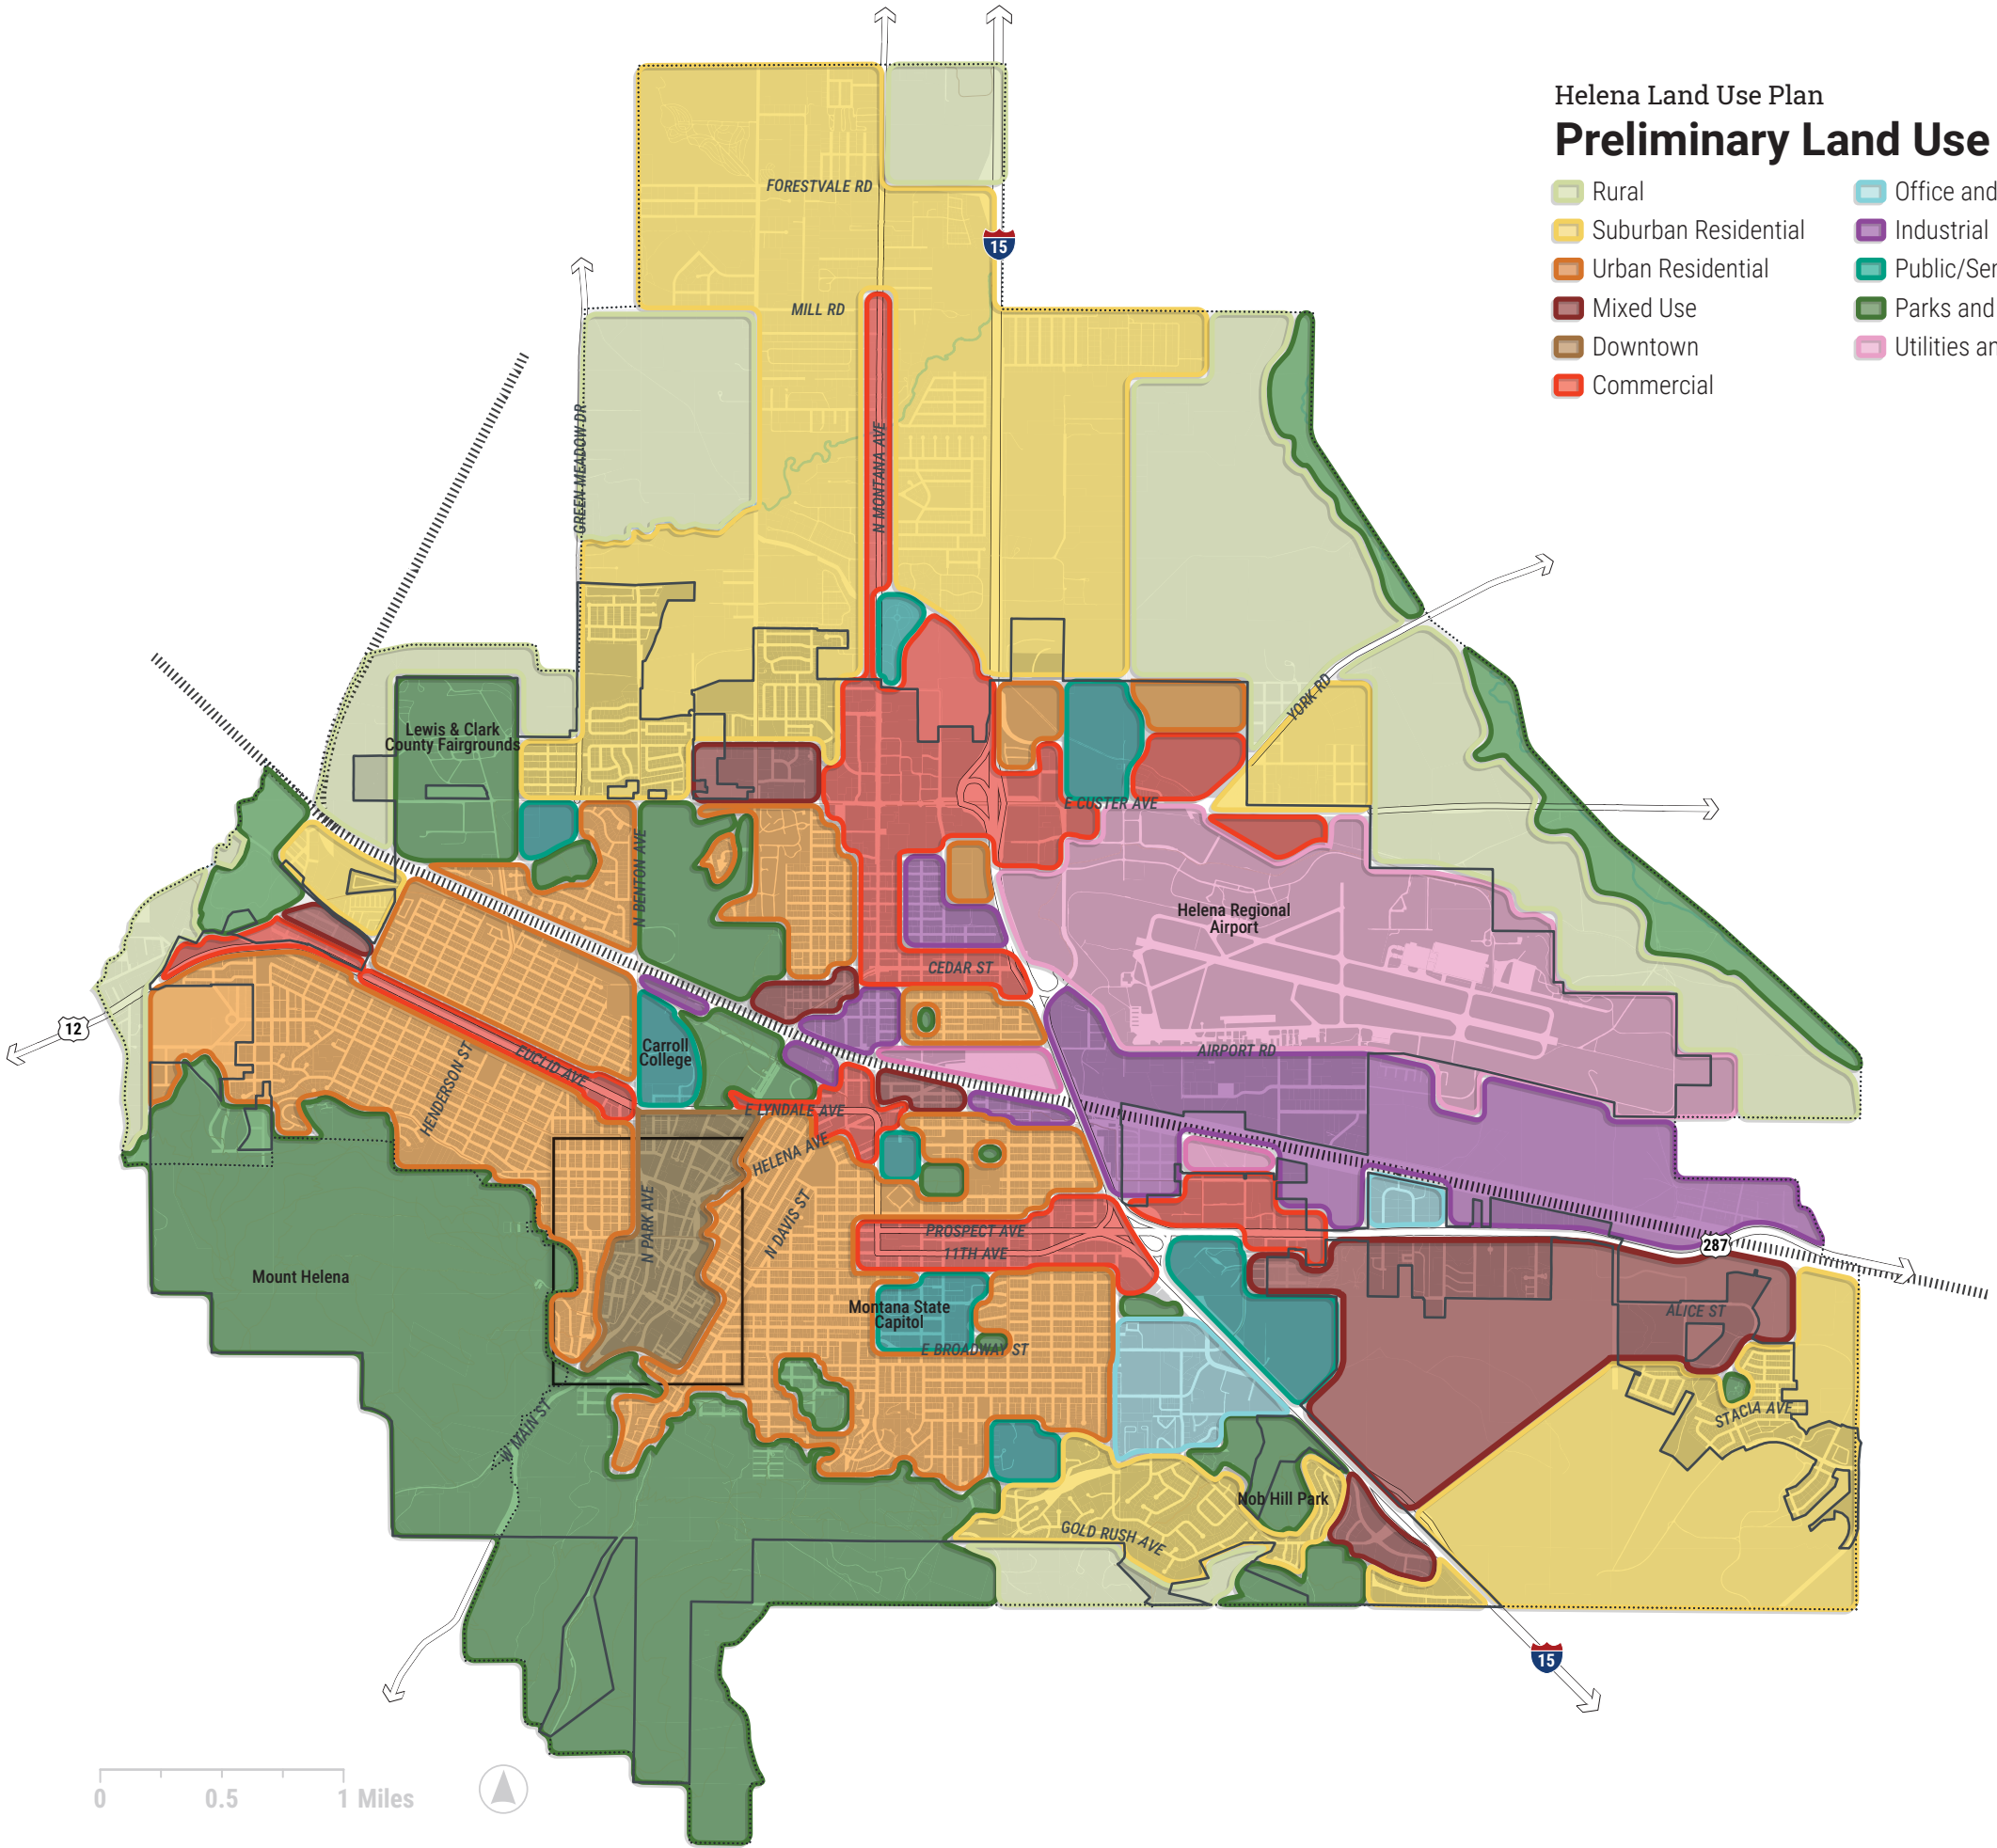 Helena Land Use Plan
Preliminary Land Use
Rural
Suburban Residential
Urban Residential
Mixed Use
Downtown
Commercial
Office and
Industrial
Public/Ser
Parks and
Utilities an
FORESTVALE RD
15
MILL RD
GREEN MEADOW DR
N MONTANA AVE
YORK RD
Lewis & Clark
County Fairgrounds
E CUSTER AVE
N BENTON AVE
Helena Regional
Airport
CEDAR ST
12
Carroll
College
AIRPORT RD
EUCLID AVE
HENDERSON ST
E LYNDALE AVE
HELENA AVE
N PARK AVE
N DAVIS ST
PROSPECT AVE
11TH AVE
287
Mount Helena
Montana State
Capitol
E BROADWAY ST
ALICE ST
STACIA AVE
W MAIN ST
Nob Hill Park
GOLD RUSH AVE
15
0 0.5 1 Miles